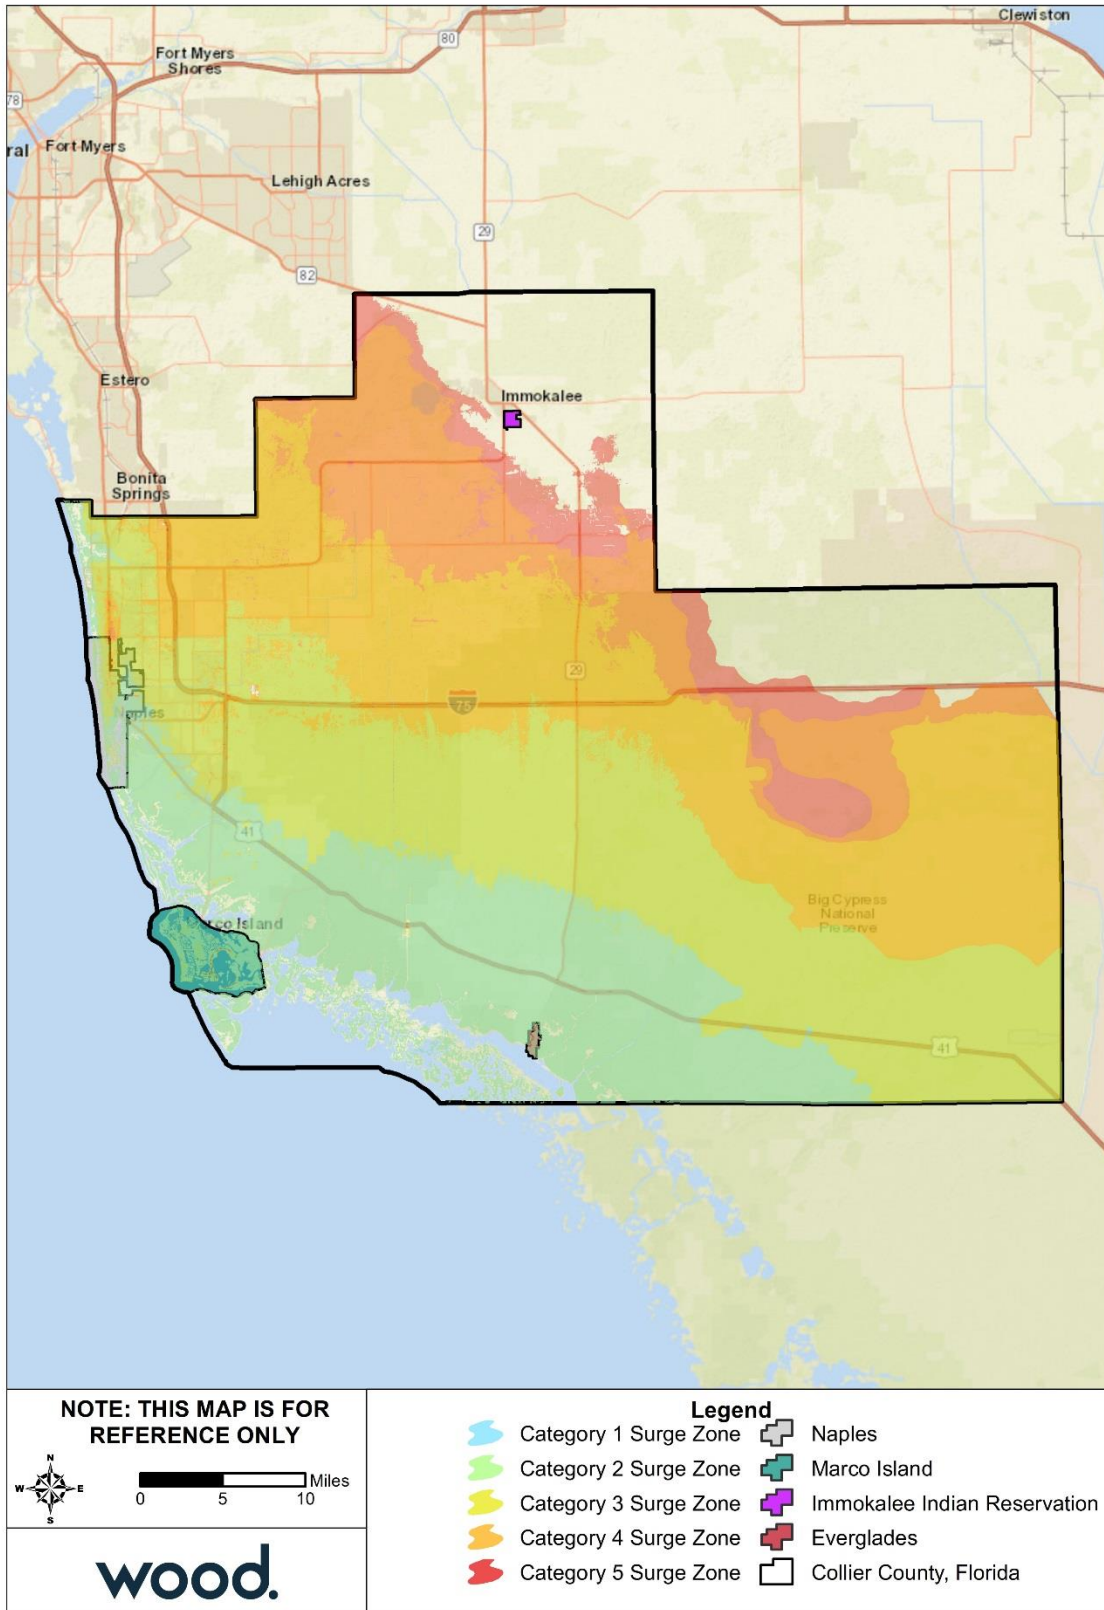 Clewiston
80
Fort Myers
Shores
78
ral
Fort Myers
Lehigh Acres
29
82
Estero
Immokalee
Bonita
Springs
29
75
Naples
41
Big Cypress
National
Preserve
rco Island
41
NOTE: THIS MAP IS FOR
REFERENCE ONLY
N
W E
S
Miles
0 5 10
wood.
Legend
Category 1 Surge Zone
Category 2 Surge Zone
Category 3 Surge Zone
Category 4 Surge Zone
Category 5 Surge Zone
Naples
Marco Island
Immokalee Indian Reservation
Everglades
Collier County, Florida